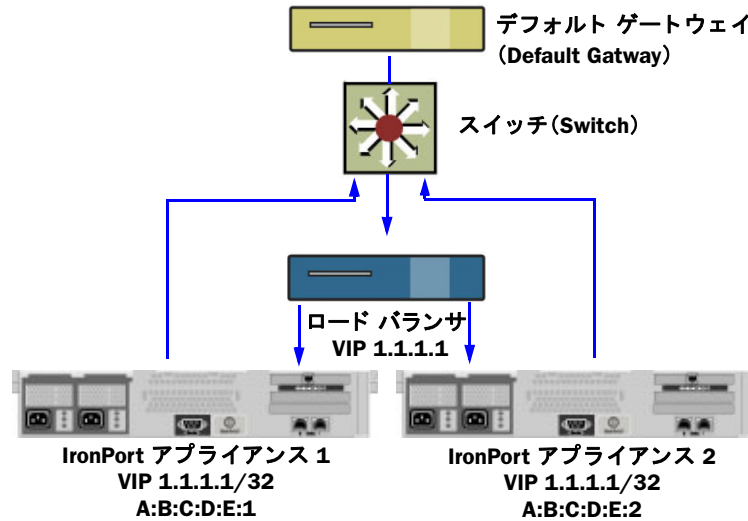 デフォルト ゲートウェイ
(Default Gatway)
スイッチ(Switch)
ロード バランサ
VIP 1.1.1.1
IronPort アプライアンス 1
VIP 1.1.1.1/32
A:B:C:D:E:1
IronPort アプライアンス 2
VIP 1.1.1.1/32
A:B:C:D:E:2